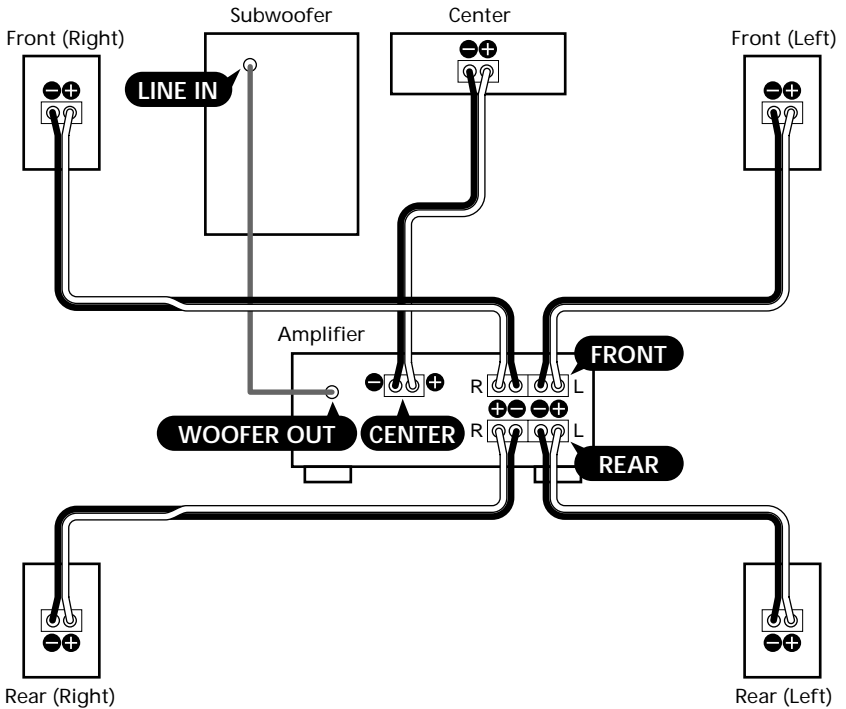 Subwoofer
Center
Front (Right)
Front (Left)
LINE IN
Amplifier
FRONT
R
L
WOOFER OUT
CENTER
R
L
REAR
Rear (Right)
Rear (Left)